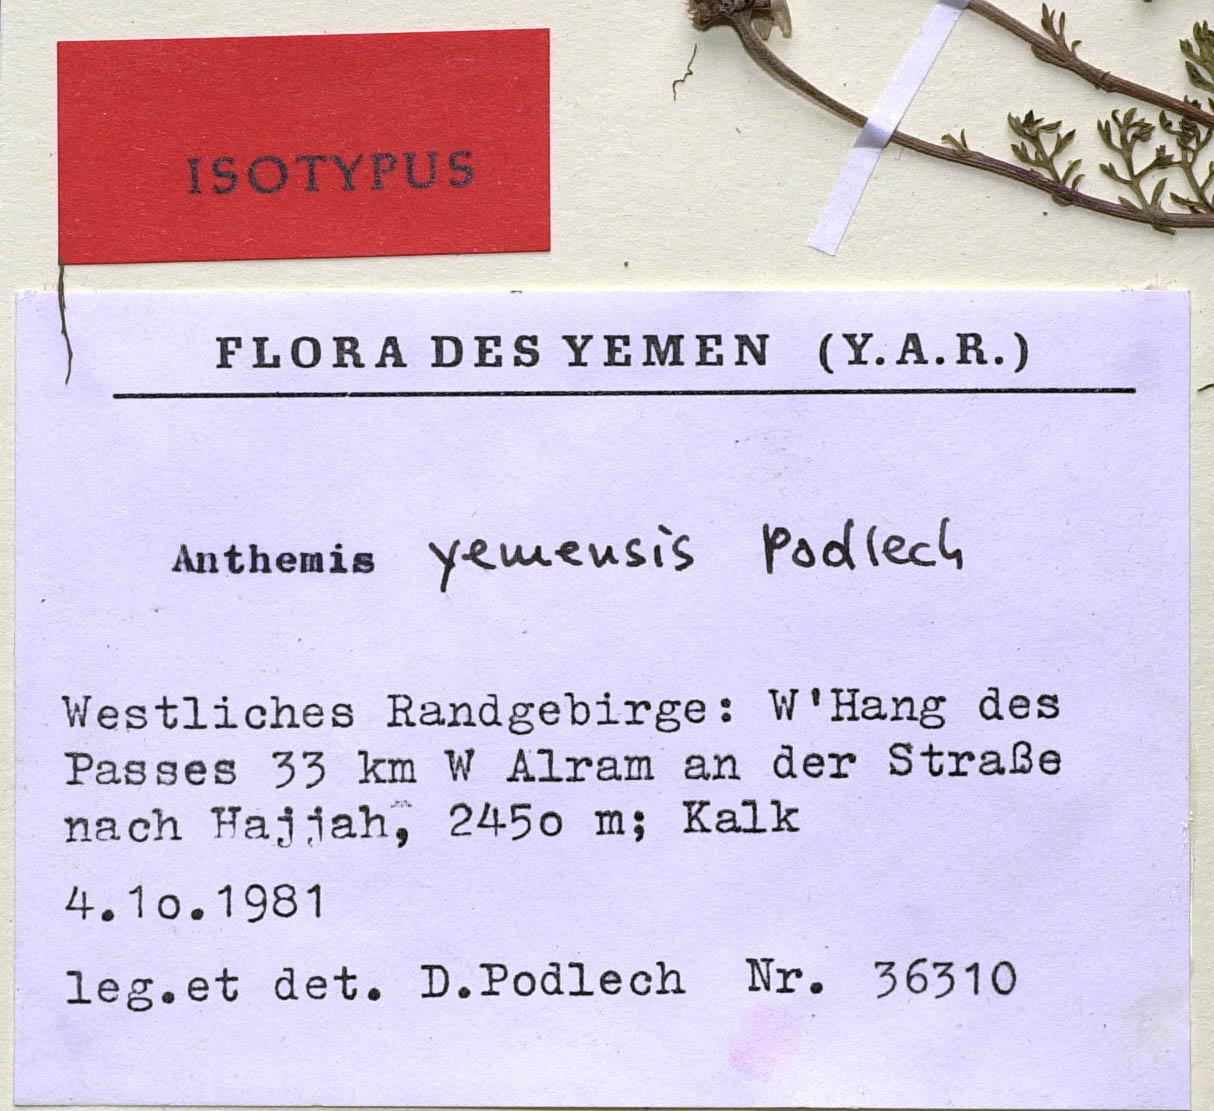 ISOTYPUS
FLORA DES YEMEN (Y.A.R.)
Anthemis yemensis Podlech
Westliches Randgebirge: W'Hang des
Passes 33 km W Alram an der Straße
nach Hajjah, 245o m; Kalk
4.1o.1981
leg.et det. D.Podlech Nr. 36310